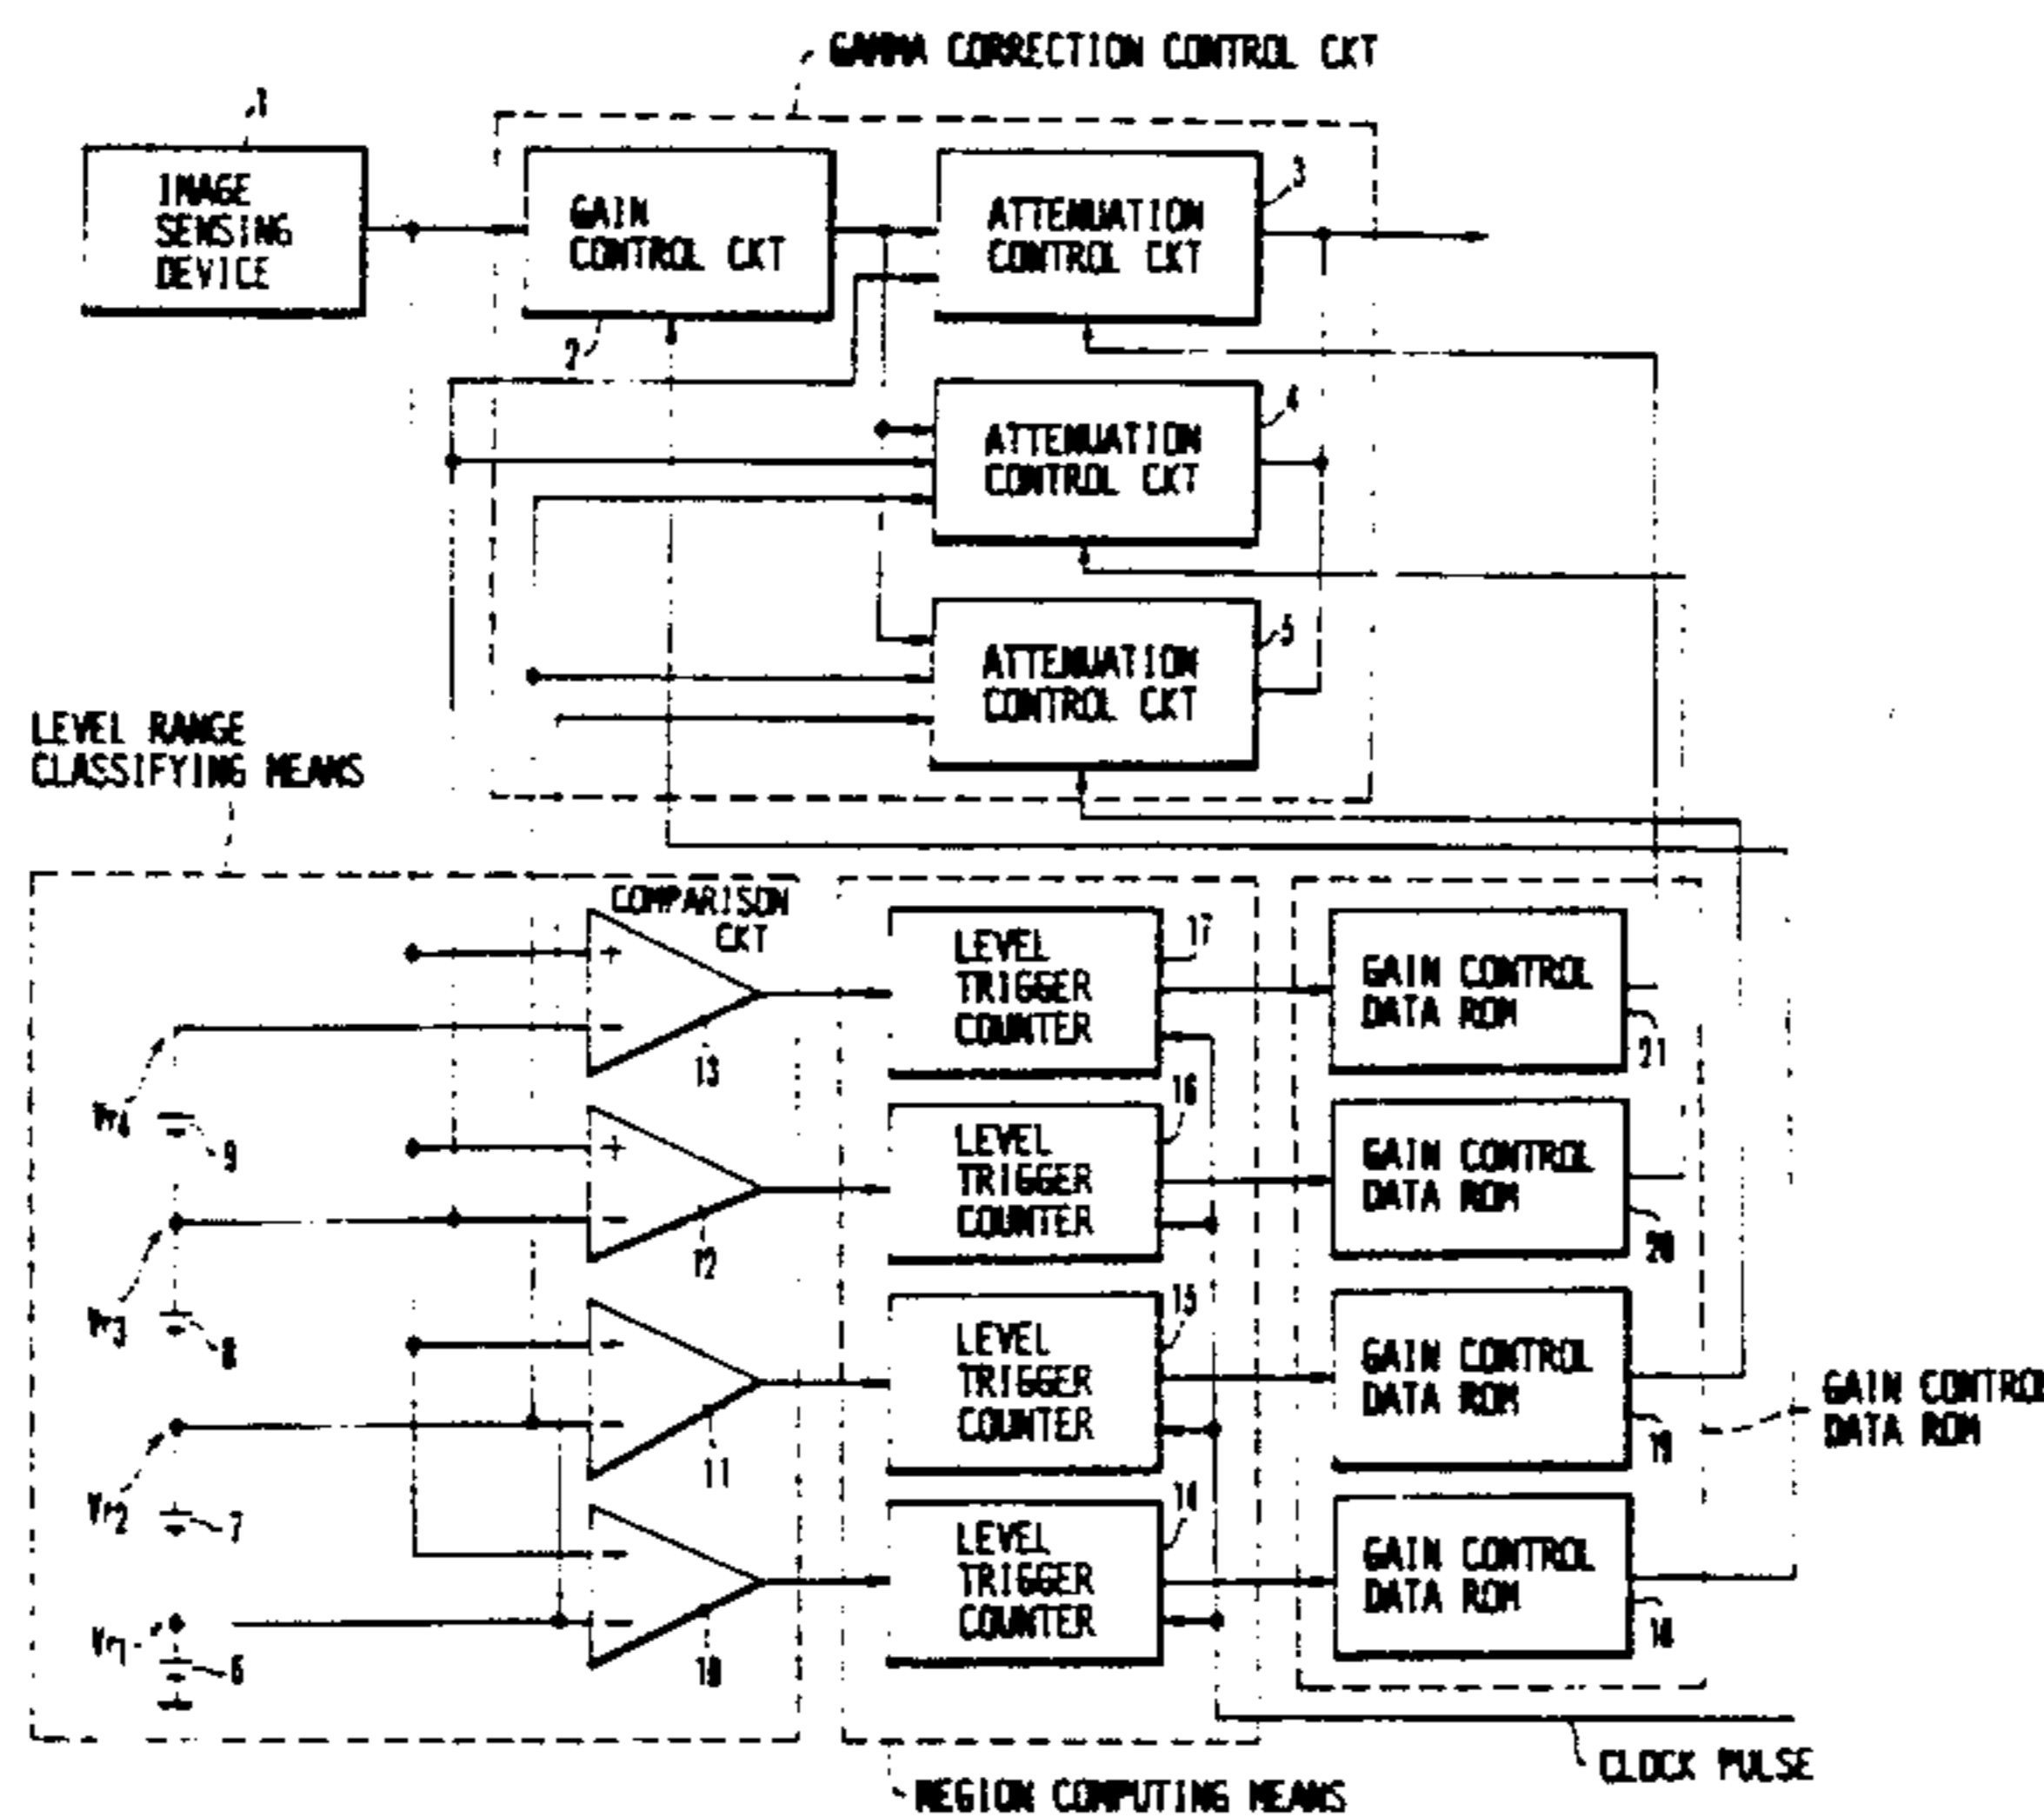 GAMMA CORRECTION CONTROL CKT
1
IMAGE
SENSING
DEVICE
GAIN
CONTROL CKT
2
ATTENUATION
CONTROL CKT
3
ATTENUATION
CONTROL CKT
4
ATTENUATION
CONTROL CKT
5
LEVEL RANGE
CLASSIFYING MEANS
COMPARISON
CKT
+
−
13
LEVEL
TRIGGER
COUNTER
17
GAIN CONTROL
DATA ROM
21
Vr4
9
+
−
12
LEVEL
TRIGGER
COUNTER
16
GAIN CONTROL
DATA ROM
20
Vr3
8
−
−
11
LEVEL
TRIGGER
COUNTER
15
GAIN CONTROL
DATA ROM
19
GAIN CONTROL
DATA ROM
Vr2
7
−
−
10
LEVEL
TRIGGER
COUNTER
14
GAIN CONTROL
DATA ROM
18
Vr1
6
CLOCK PULSE
REGION COMPUTING MEANS